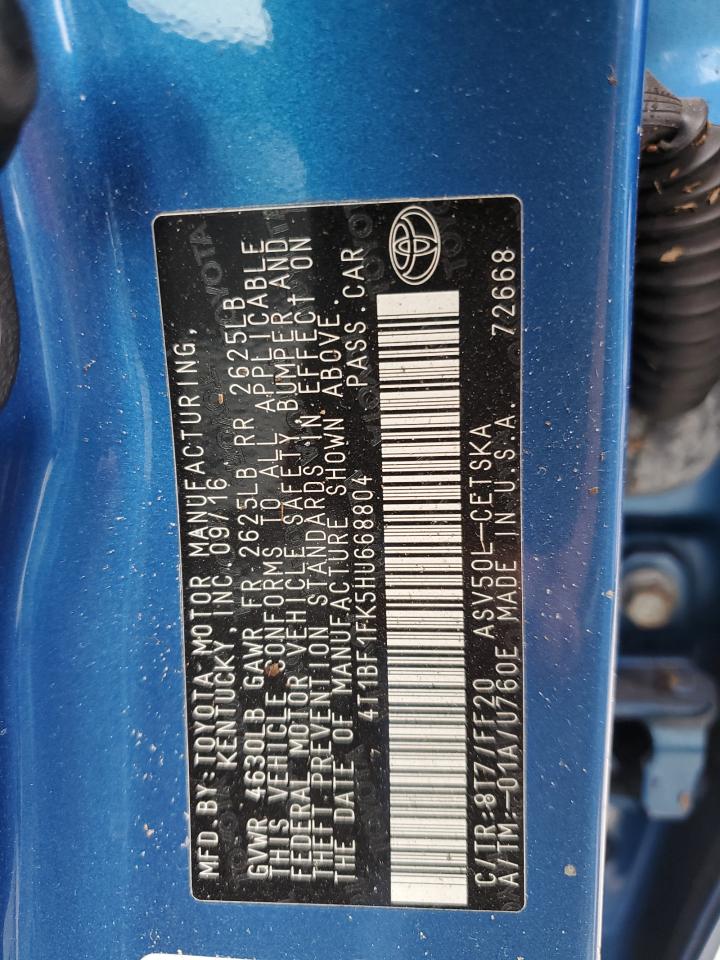 MFD. BY: TOYOTA MOTOR MANUFACTURING,
KENTUCKY, INC 09/16
GVWR 4630LB GAWR FR 2625LB RR 2625LB
THIS VEHICLE CONFORMS TO ALL APPLICABLE
FEDERAL MOTOR VEHICLE SAFETY, BUMPER, AND
THEFT PREVENTION STANDARDS IN EFFECT ON
THE DATE OF MANUFACTURE SHOWN ABOVE.
4T1BF1FK5HU668804 PASS. CAR
C/TR:8T7/FF20 ASV50L-CETSKA 72668
A/TM:-01A/U760E MADE IN U.S.A.